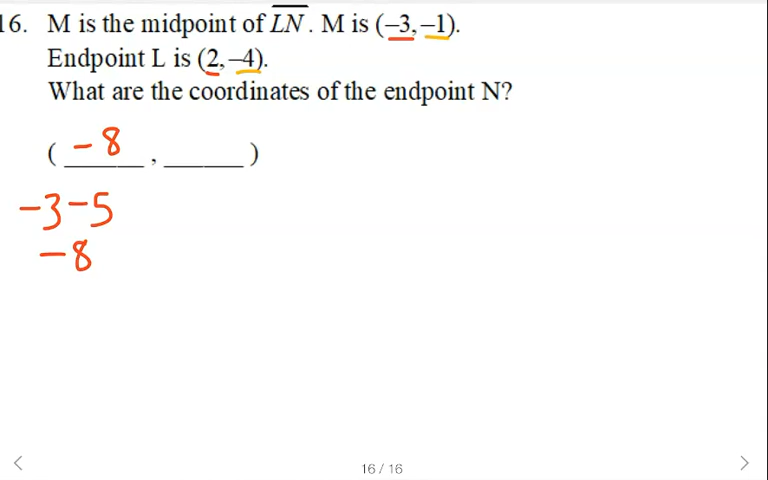 16. M is the midpoint of LN. M is (–3,–1).
Endpoint L is (2,–4).
What are the coordinates of the endpoint N?
( -8 , ____ )
-3-5
-8
16 / 16